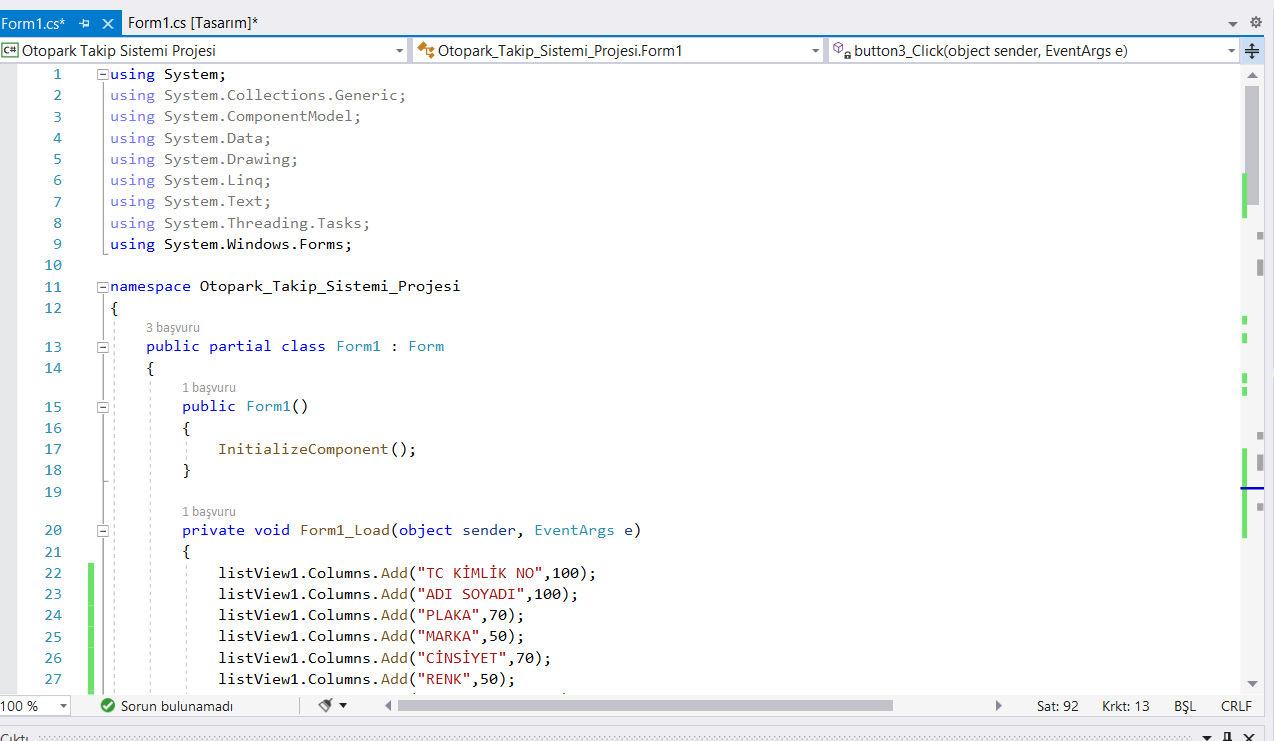 Form1.cs*
Form1.cs [Tasarım]*
C# Otopark Takip Sistemi Projesi
Otopark_Takip_Sistemi_Projesi.Form1
button3_Click(object sender, EventArgs e)
1 using System;
2 using System.Collections.Generic;
3 using System.ComponentModel;
4 using System.Data;
5 using System.Drawing;
6 using System.Linq;
7 using System.Text;
8 using System.Threading.Tasks;
9 using System.Windows.Forms;
10
11 namespace Otopark_Takip_Sistemi_Projesi
12 {
3 başvuru
13 public partial class Form1 : Form
14 {
1 başvuru
15 public Form1()
16 {
17 InitializeComponent();
18 }
19
1 başvuru
20 private void Form1_Load(object sender, EventArgs e)
21 {
22 listView1.Columns.Add("TC KİMLİK NO",100);
23 listView1.Columns.Add("ADI SOYADI",100);
24 listView1.Columns.Add("PLAKA",70);
25 listView1.Columns.Add("MARKA",50);
26 listView1.Columns.Add("CİNSİYET",70);
27 listView1.Columns.Add("RENK",50);
100 %
Sorun bulunamadı
Sat: 92
Krkt: 13
BŞL
CRLF
Çıktı